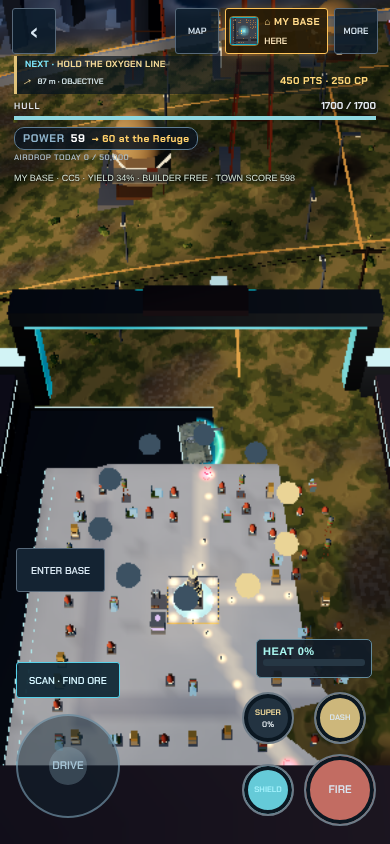 MAP
⌂ MY BASE
HERE
MORE
NEXT · HOLD THE OXYGEN LINE
87 m · OBJECTIVE
450 PTS · 250 CP
HULL
1700 / 1700
POWER 59 → 60 at the Refuge
AIRDROP TODAY 0 / 50,000
MY BASE · CC5 · YIELD 34% · BUILDER FREE · TOWN SCORE 598
ENTER BASE
HEAT 0%
SCAN · FIND ORE
SUPER
0%
DASH
DRIVE
SHIELD
FIRE